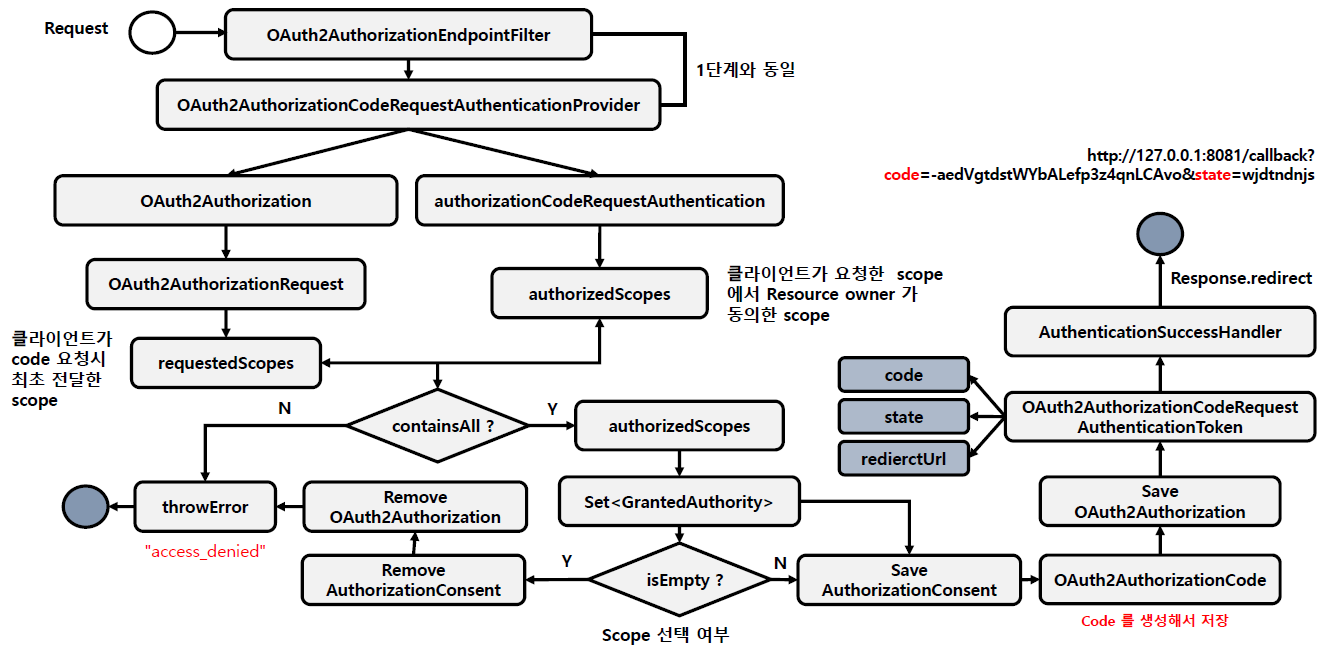 Request
OAuth2AuthorizationEndpointFilter
1단계와 동일
OAuth2AuthorizationCodeRequestAuthenticationProvider
http://127.0.0.1:8081/callback?
code=-aedVgtdstWYbALefp3z4qnLCAvo&state=wjdtndnjs
OAuth2Authorization
authorizationCodeRequestAuthentication
OAuth2AuthorizationRequest
authorizedScopes
클라이언트가 요청한 scope
에서 Resource owner 가
동의한 scope
Response.redirect
클라이언트가
code 요청시
최초 전달한
scope
requestedScopes
AuthenticationSuccessHandler
N
containsAll ?
Y
authorizedScopes
code
state
redierctUrl
OAuth2AuthorizationCodeRequest
AuthenticationToken
throwError
"access_denied"
Remove
OAuth2Authorization
Set<GrantedAuthority>
Save
OAuth2Authorization
Remove
AuthorizationConsent
Y
isEmpty ?
N
Save
AuthorizationConsent
OAuth2AuthorizationCode
Code 를 생성해서 저장
Scope 선택 여부